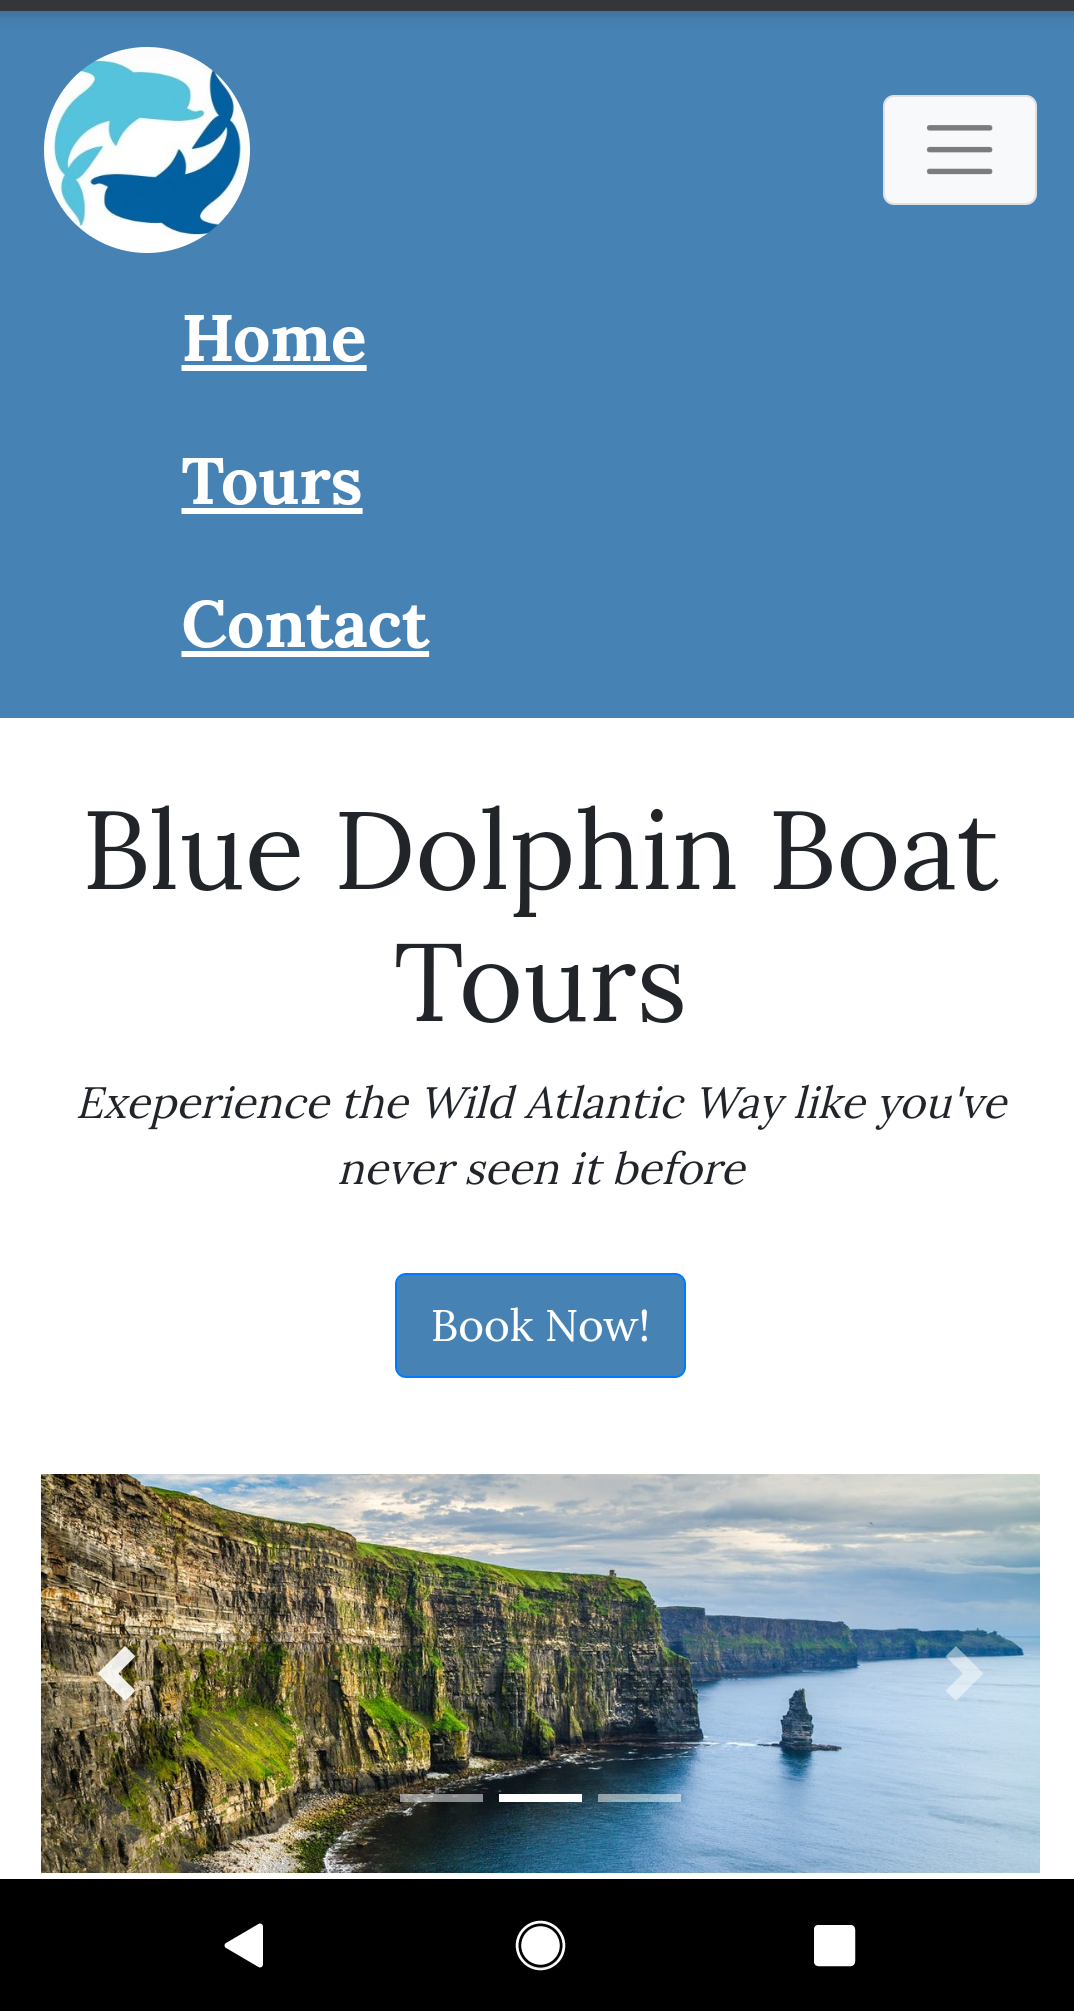 Home
Tours
Contact
Blue Dolphin Boat
Tours
Exeperience the Wild Atlantic Way like you've
never seen it before
Book Now!